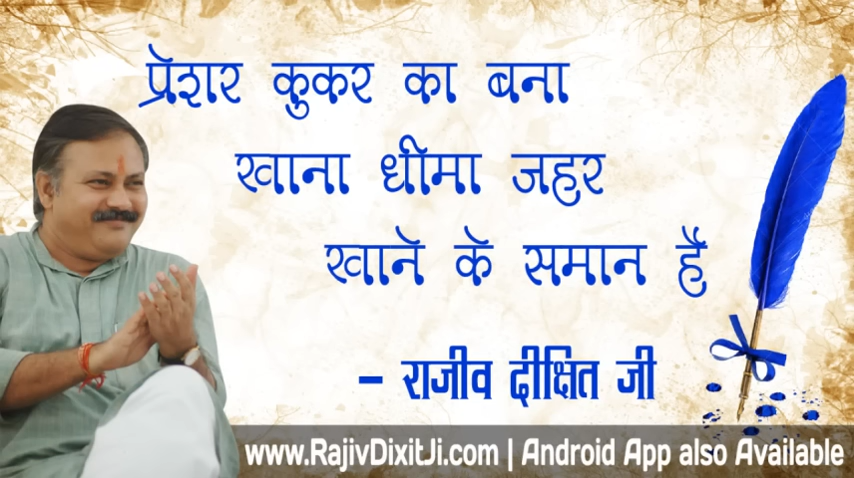 प्रेशर कुकर का बना
खाना धीमा जहर
खाने के समान है
- राजीव दीक्षित जी
www.RajivDixitJi.com | Android App also Available